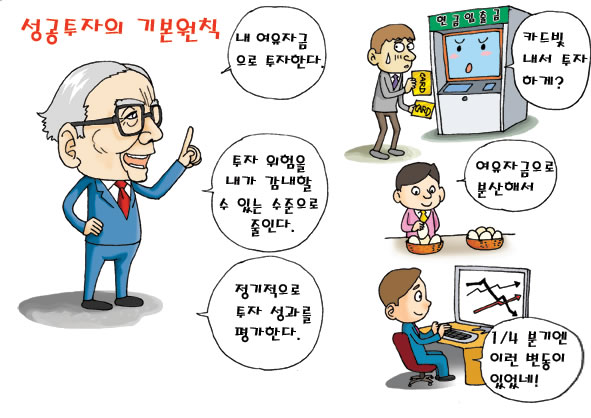 성공투자의 기본원칙
내 여유자금
으로 투자한다.
투자 위험을
내가 감내할
수 있는 수준으로
줄인다.
정기적으로
투자 성과를
평가한다.
현금입출금
카드빚
내서 투자
하게?
CARD
CARD
여유자금으로
분산해서
1/4 분기엔
이런 변동이
있었네!